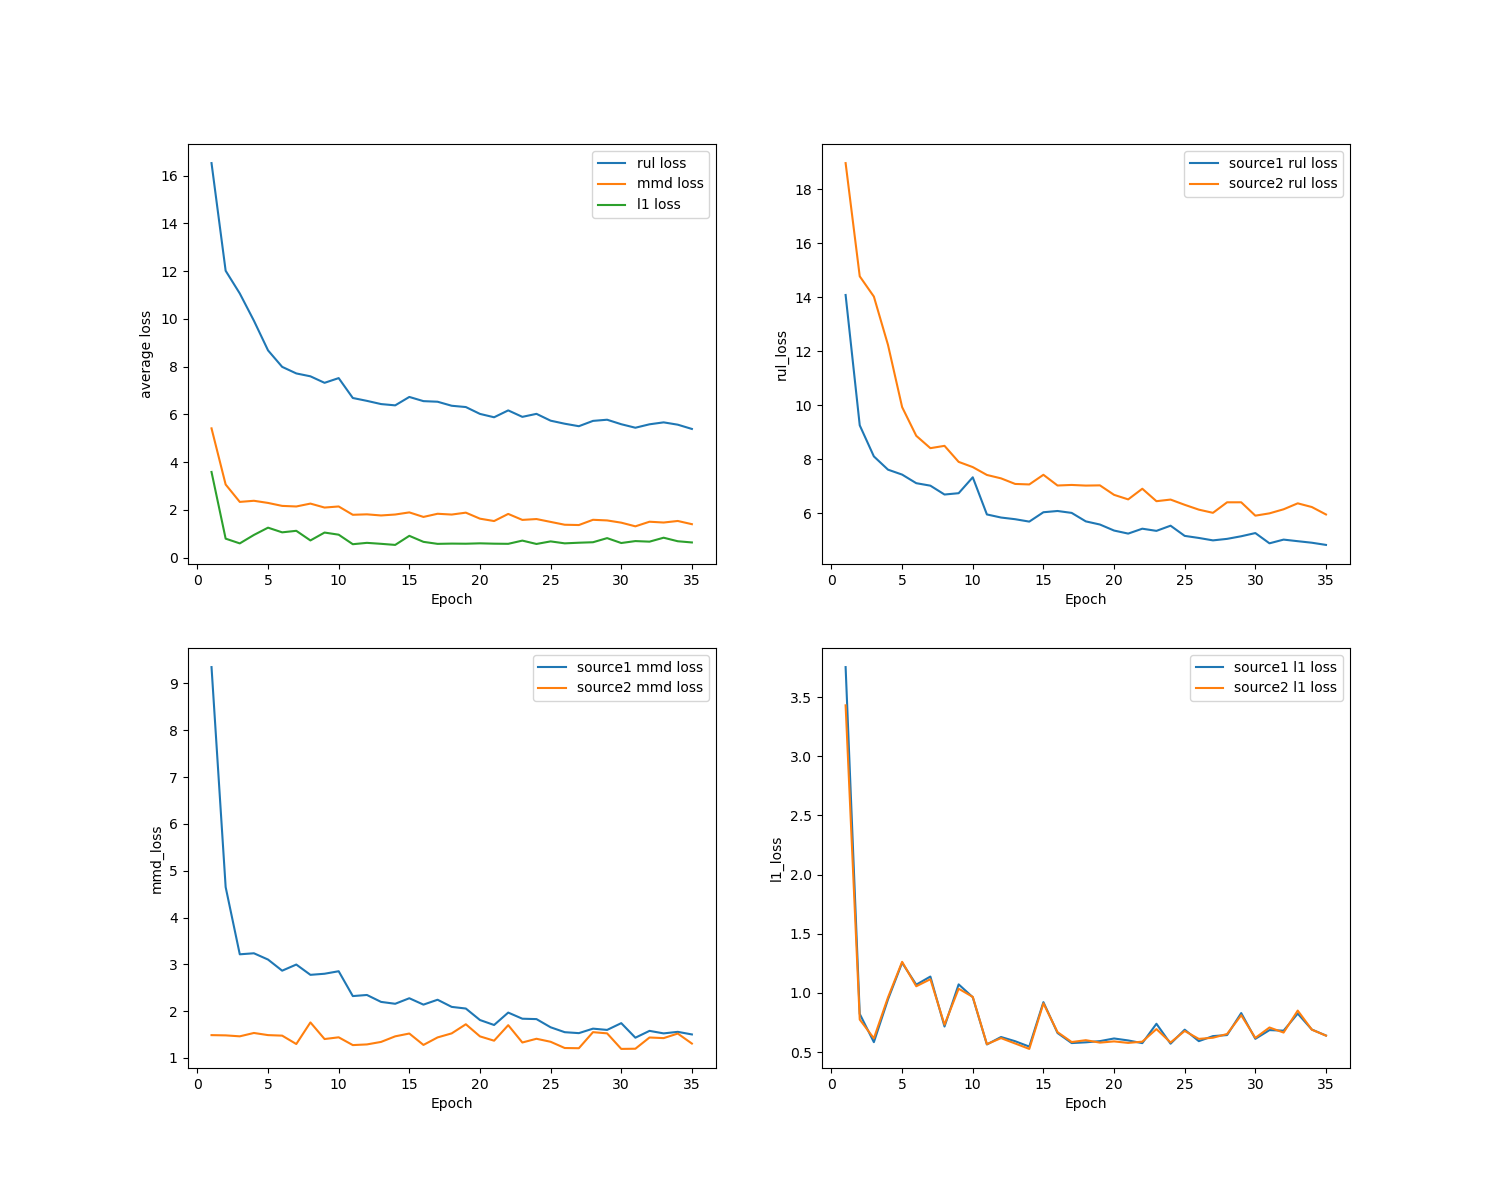 rul loss
mmd loss
l1 loss
average loss
16
14
12
10
8
6
4
2
0
0 5 10 15 20 25 30 35
Epoch
source1 rul loss
source2 rul loss
rul_loss
18
16
14
12
10
8
6
0 5 10 15 20 25 30 35
Epoch
source1 mmd loss
source2 mmd loss
mmd_loss
9
8
7
6
5
4
3
2
1
0 5 10 15 20 25 30 35
Epoch
source1 l1 loss
source2 l1 loss
l1_loss
3.5
3.0
2.5
2.0
1.5
1.0
0.5
0 5 10 15 20 25 30 35
Epoch